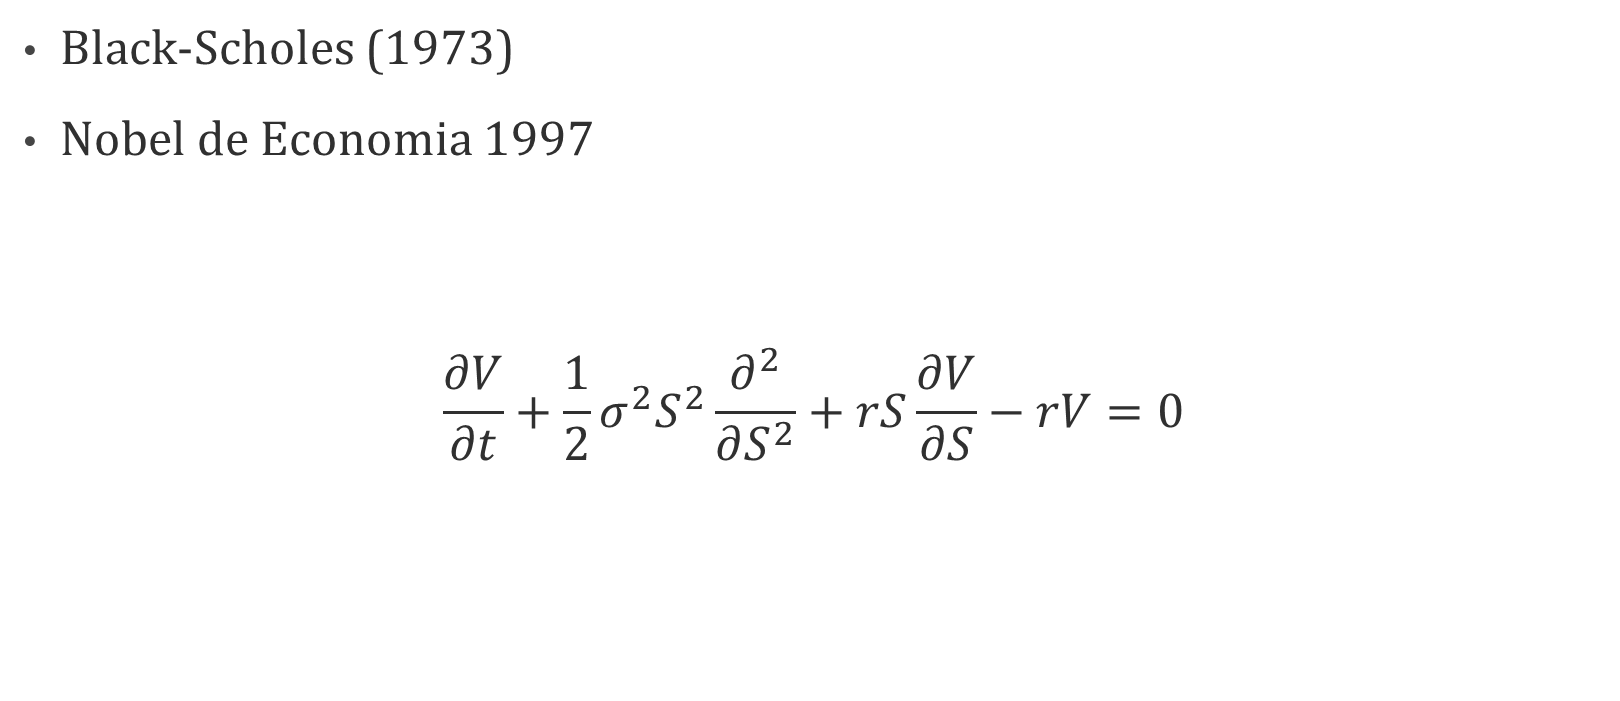 • Black-Scholes (1973)
• Nobel de Economia 1997
∂V/∂t + 1/2 σ²S² ∂²/∂S² + rS ∂V/∂S − rV = 0